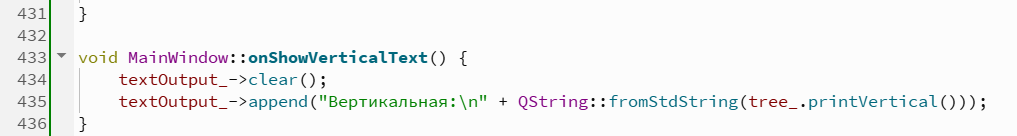 431 }
432
433 void MainWindow::onShowVerticalText() {
434     textOutput_->clear();
435     textOutput_->append("Вертикальная:\n" + QString::fromStdString(tree_.printVertical()));
436 }